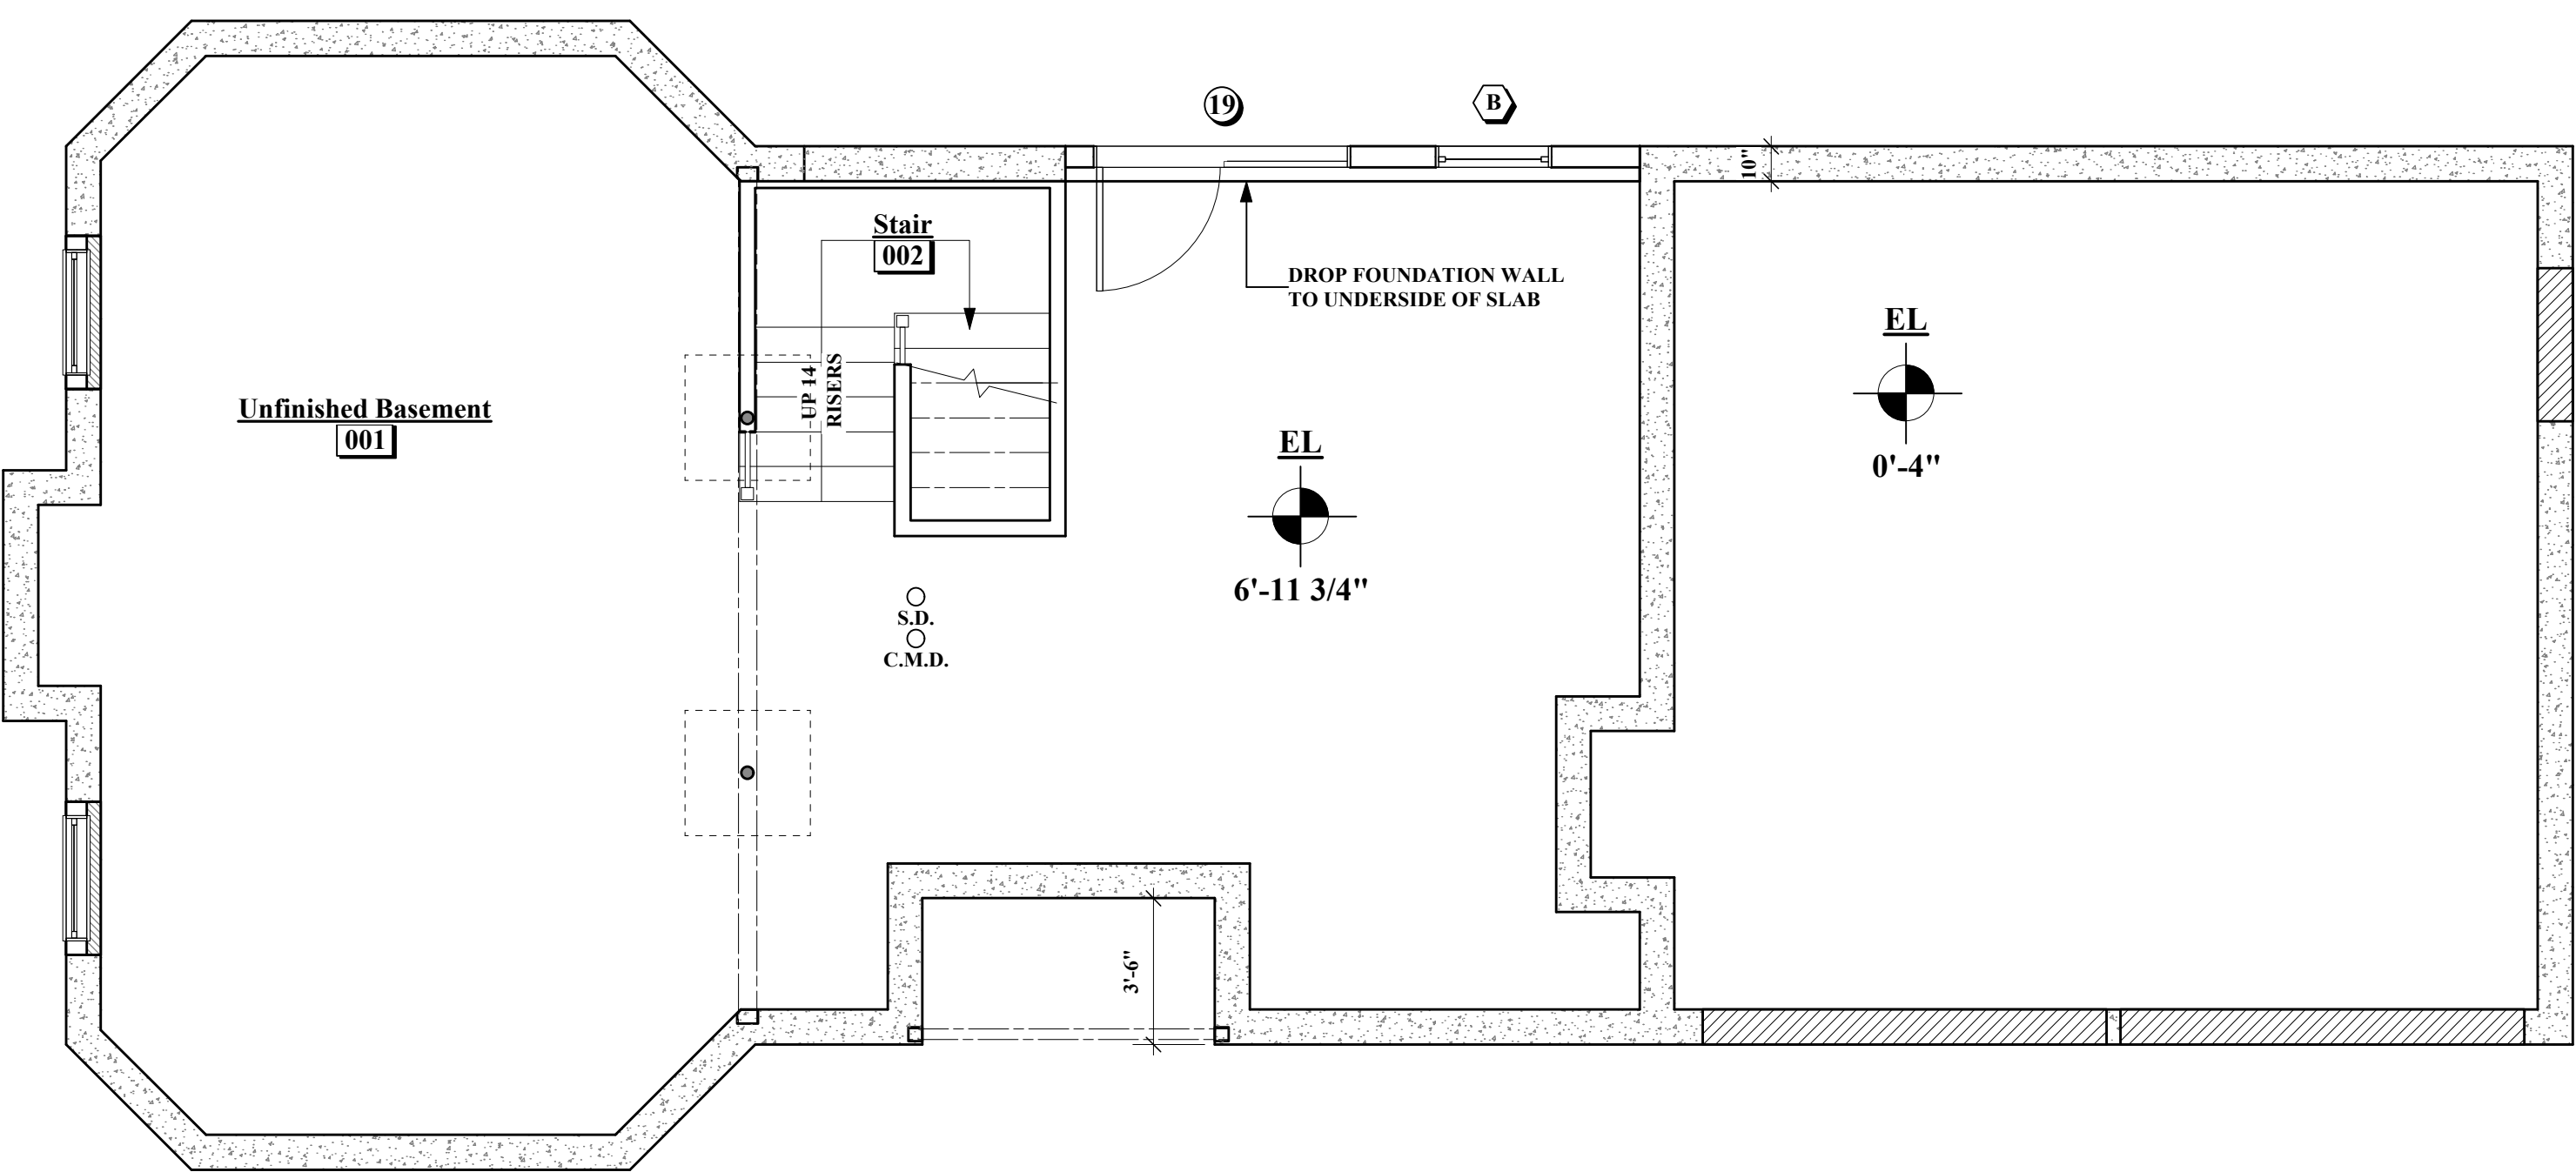 19
B
10"
Stair
002
DROP FOUNDATION WALL
TO UNDERSIDE OF SLAB
EL
0'-4"
UP 14
RISERS
Unfinished Basement
001
EL
6'-11 3/4"
S.D.
C.M.D.
3'-6"